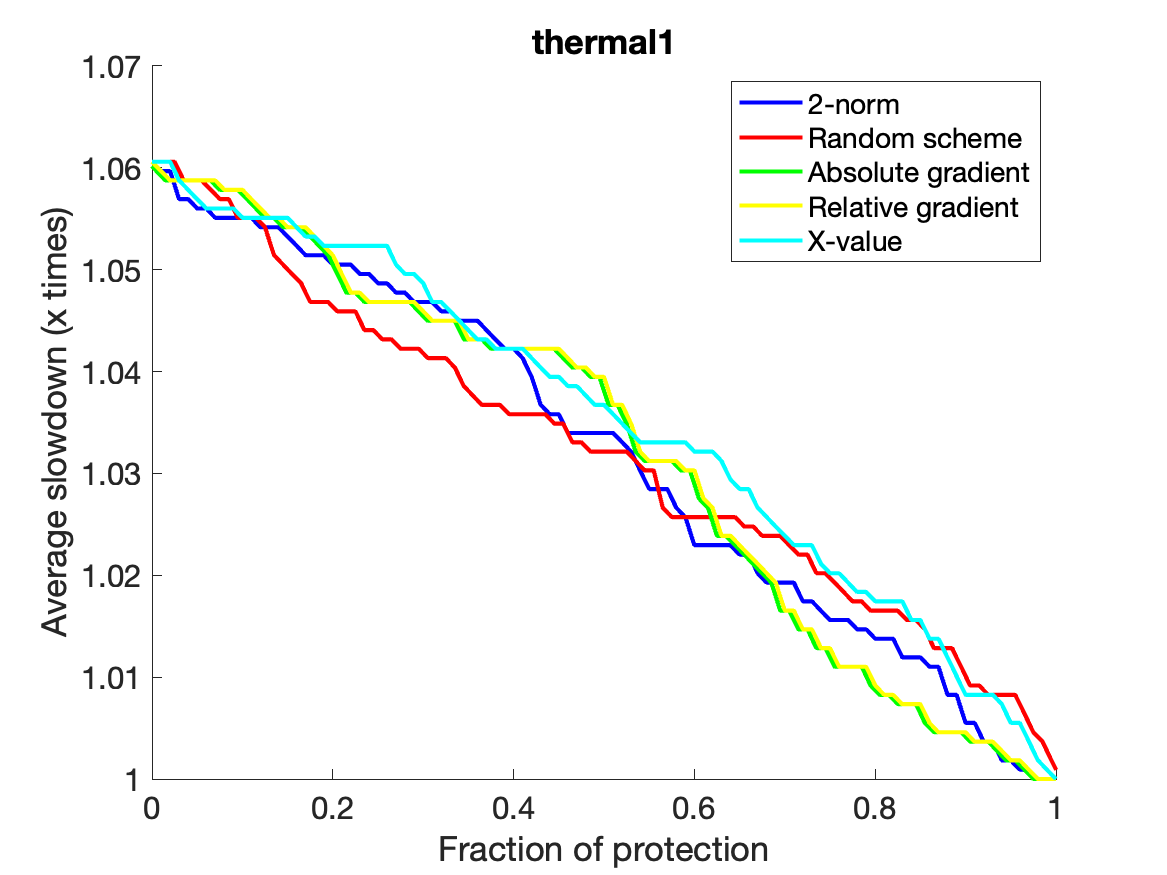 thermal1
1.07
1.06
1.05
1.04
1.03
1.02
1.01
1
Average slowdown (x times)
2-norm
Random scheme
Absolute gradient
Relative gradient
X-value
0 0.2 0.4 0.6 0.8 1
Fraction of protection